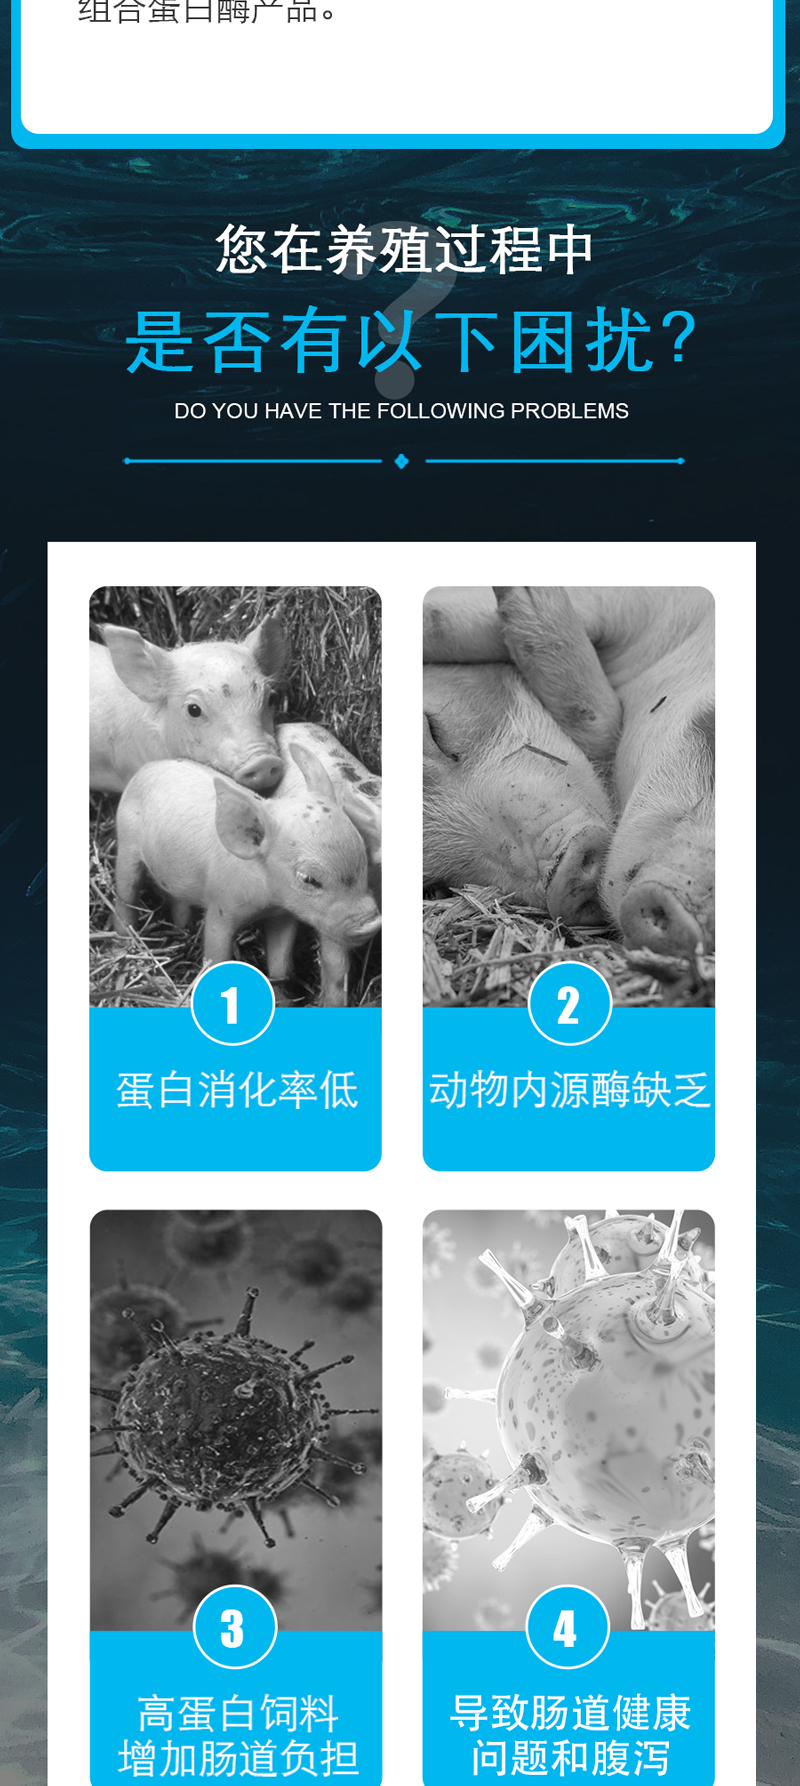 组合蛋白酶产品。
您在养殖过程中
是否有以下困扰?
DO YOU HAVE THE FOLLOWING PROBLEMS
1
蛋白消化率低
2
动物内源酶缺乏
3
高蛋白饲料
增加肠道负担
4
导致肠道健康
问题和腹泻